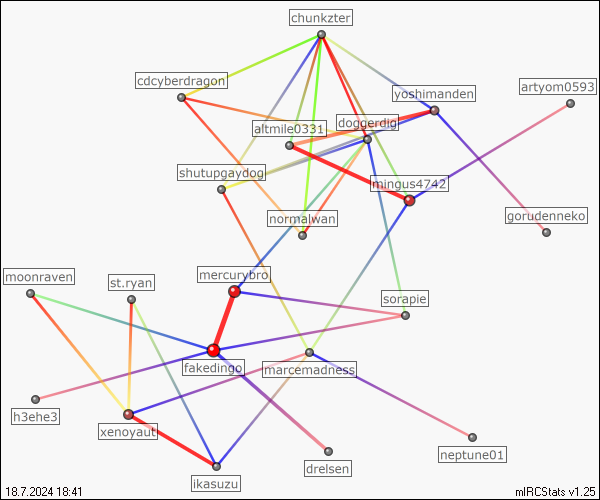 chunkzter
cdcyberdragon
yoshimanden
artyom0593
altmile0331
doggerdig
shutupgaydog
mingus4742
normalwan
gorudenneko
moonraven
st.ryan
mercurybro
sorapie
fakedingo
marcemadness
h3ehe3
xenoyaut
neptune01
drelsen
ikasuzu
18.7.2024 18:41
mIRCStats v1.25